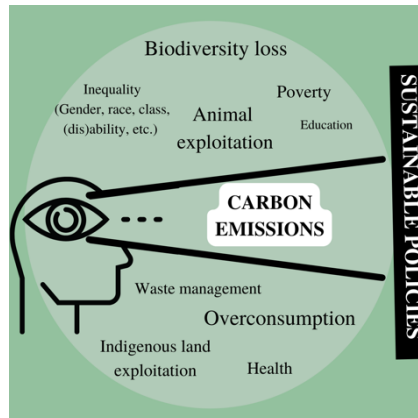 Biodiversity loss
Inequality
(Gender, race, class,
(dis)ability, etc.)
Poverty
Animal
exploitation
Education
CARBON
EMISSIONS
SUSTAINABLE POLICIES
Waste management
Overconsumption
Indigenous land
exploitation
Health